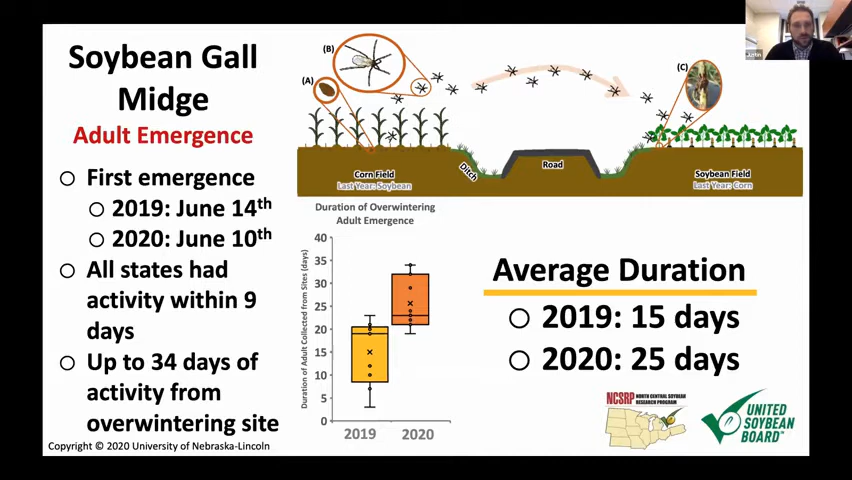 Soybean Gall
Midge
Adult Emergence
First emergence
2019: June 14th
2020: June 10th
All states had
activity within 9
days
Up to 34 days of
activity from
overwintering site
Copyright © 2020 University of Nebraska-Lincoln
(A)
(B)
(C)
Corn Field
Last Year: Soybean
Ditch
Road
Soybean Field
Last Year: Corn
Duration of Overwintering
Adult Emergence
Duration of Adult Collected from Sites (days)
40
35
30
25
20
15
10
5
0
2019
2020
Average Duration
2019: 15 days
2020: 25 days
NCSRP NORTH CENTRAL SOYBEAN
RESEARCH PROGRAM
UNITED
SOYBEAN
BOARD™
Justin